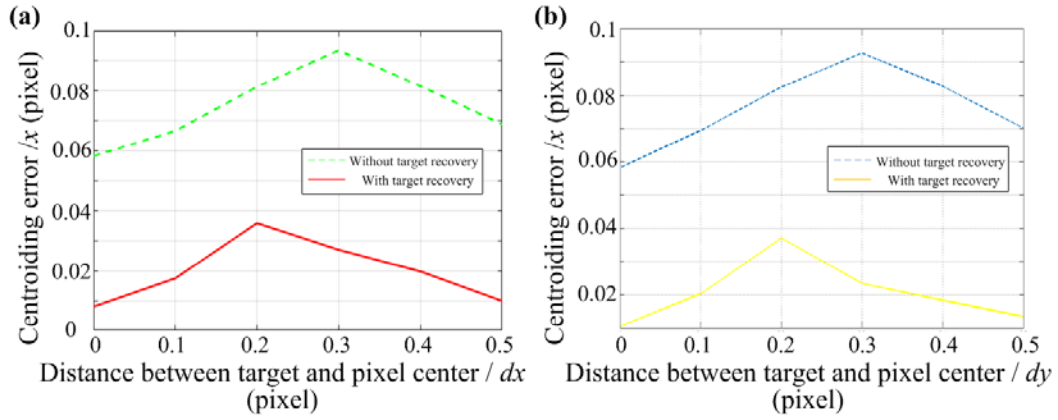 (a)
Centroiding error /x (pixel)
0.1
0.08
0.06
0.04
0.02
0
Without target recovery
With target recovery
0 0.1 0.2 0.3 0.4 0.5
Distance between target and pixel center / dx
(pixel)
(b)
Centroiding error /x (pixel)
0.1
0.08
0.06
0.04
0.02
Without target recovery
With target recovery
0 0.1 0.2 0.3 0.4 0.5
Distance between target and pixel center / dy
(pixel)